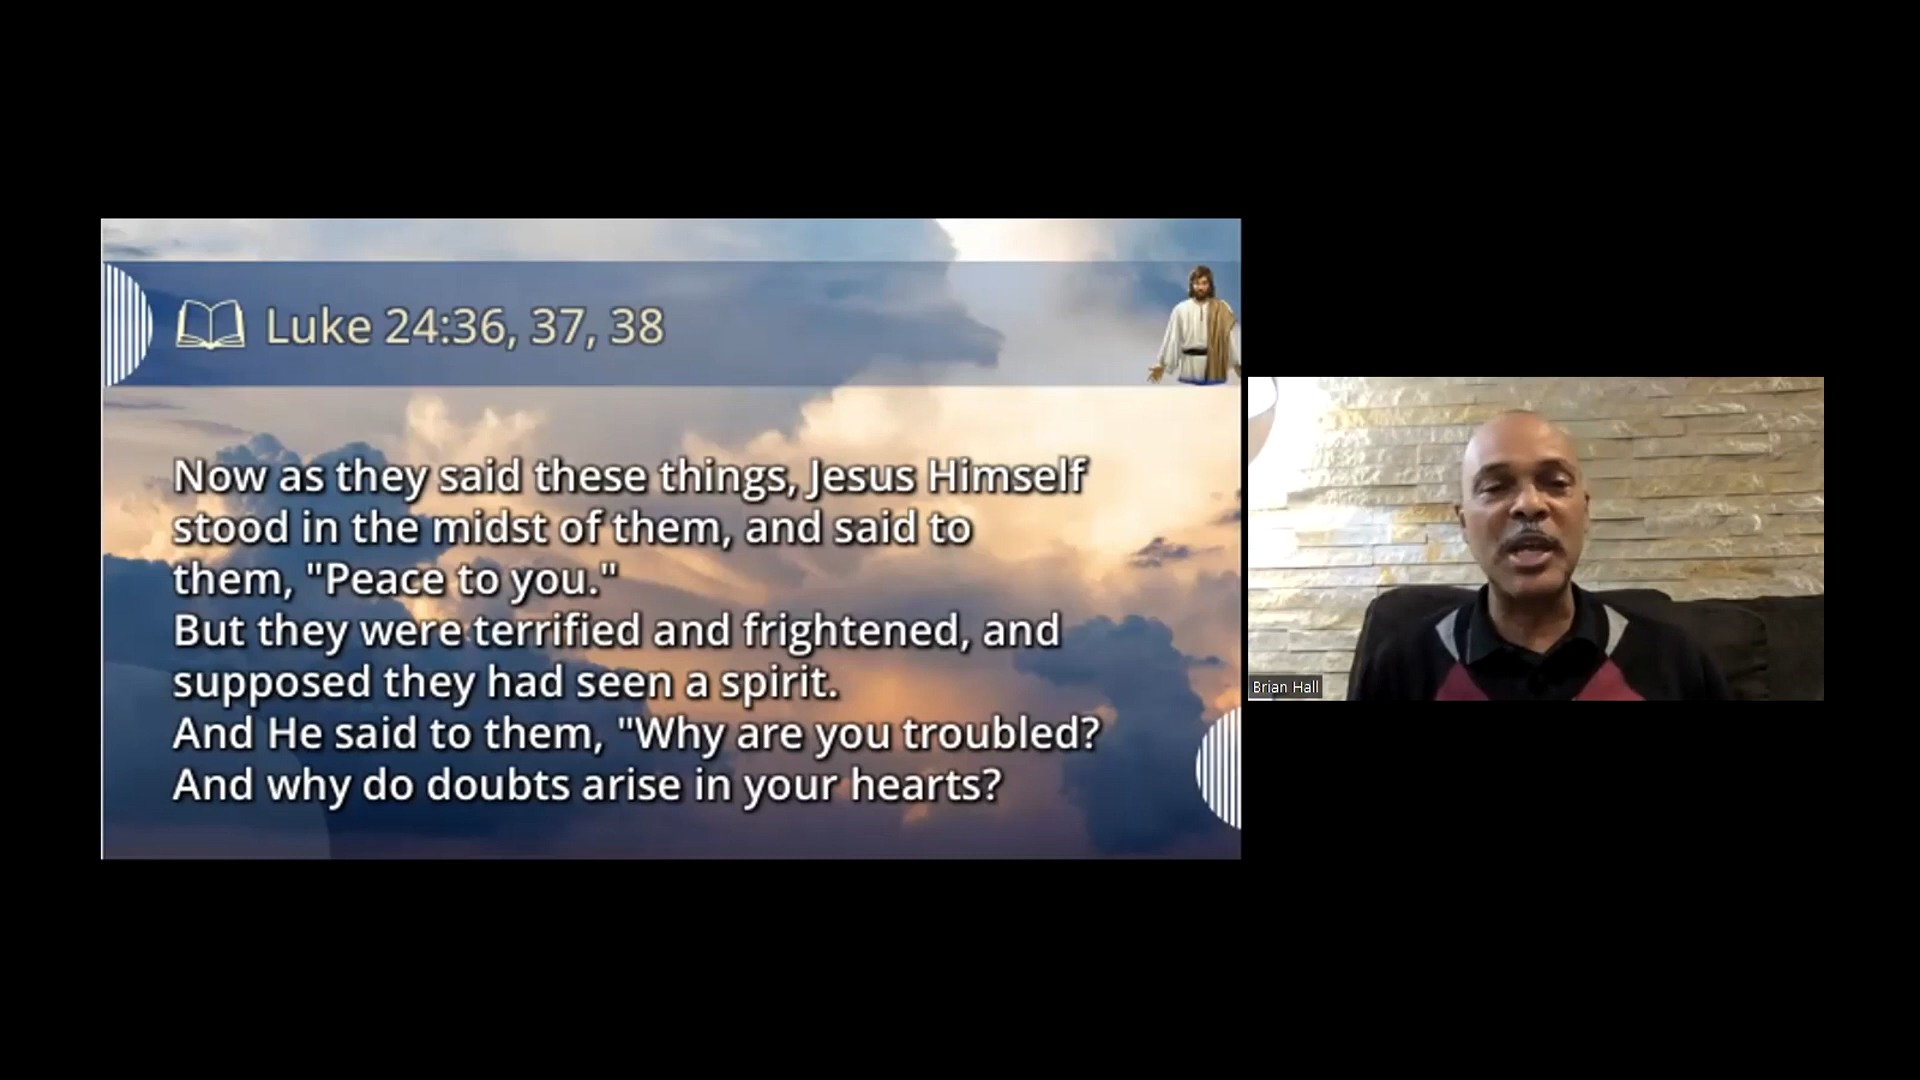 Luke 24:36, 37, 38
Now as they said these things, Jesus Himself
stood in the midst of them, and said to
them, "Peace to you."
But they were terrified and frightened, and
supposed they had seen a spirit.
And He said to them, "Why are you troubled?
And why do doubts arise in your hearts?
Brian Hall